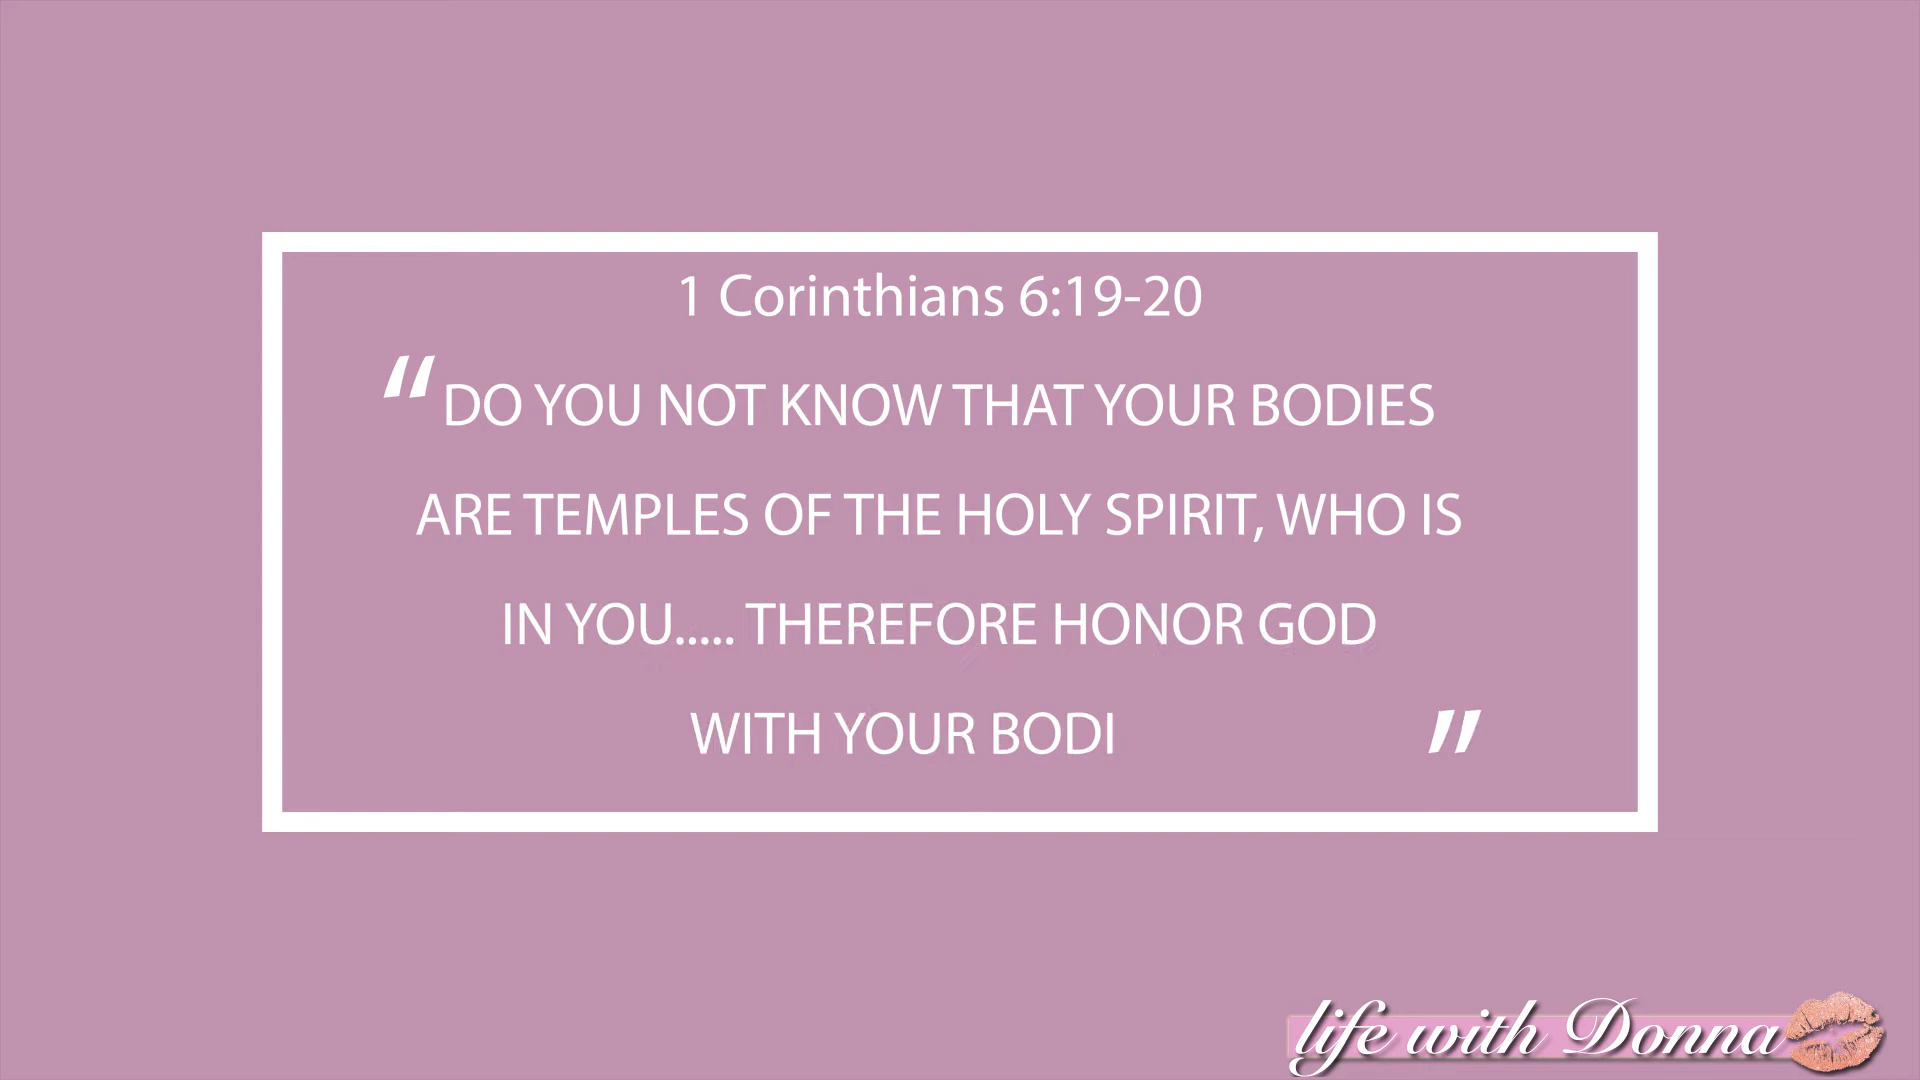 1 Corinthians 6:19-20
“DO YOU NOT KNOW THAT YOUR BODIES
ARE TEMPLES OF THE HOLY SPIRIT, WHO IS
IN YOU..... THEREFORE HONOR GOD
WITH YOUR BODI ”
life with Donna